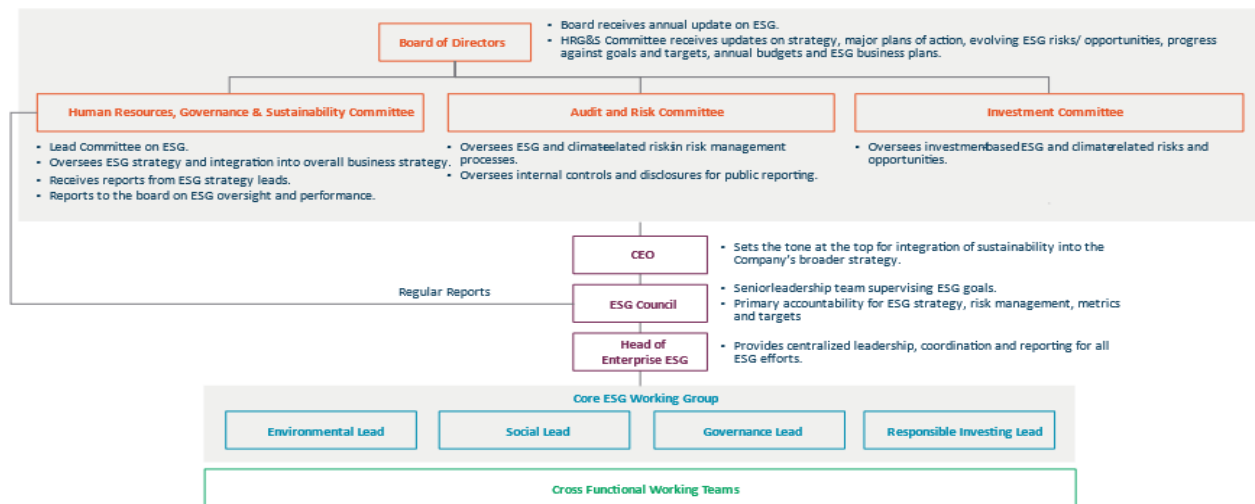 Board of Directors
▪ Board receives annual update on ESG.
▪ HRG&S Committee receives updates on strategy, major plans of action, evolving ESG risks/ opportunities, progress
against goals and targets, annual budgets and ESG business plans.
Human Resources, Governance & Sustainability Committee
Audit and Risk Committee
Investment Committee
▪ Lead Committee on ESG.
▪ Oversees ESG strategy and integration into overall business strategy.
▪ Receives reports from ESG strategy leads.
▪ Reports to the board on ESG oversight and performance.
▪ Oversees ESG and climate-related risksin risk management
processes.
▪ Oversees internal controls and disclosures for public reporting.
▪ Oversees investment-based ESG and climate-related risks and
opportunities.
CEO
▪ Sets the tone at the top for integration of sustainability into the
Company's broader strategy.
Regular Reports
ESG Council
▪ Seniorleadership team supervising ESG goals.
▪ Primary accountability for ESG strategy, risk management, metrics
and targets
Head of
Enterprise ESG
▪ Provides centralized leadership, coordination and reporting for all
ESG efforts.
Core ESG Working Group
Environmental Lead
Social Lead
Governance Lead
Responsible Investing Lead
Cross Functional Working Teams